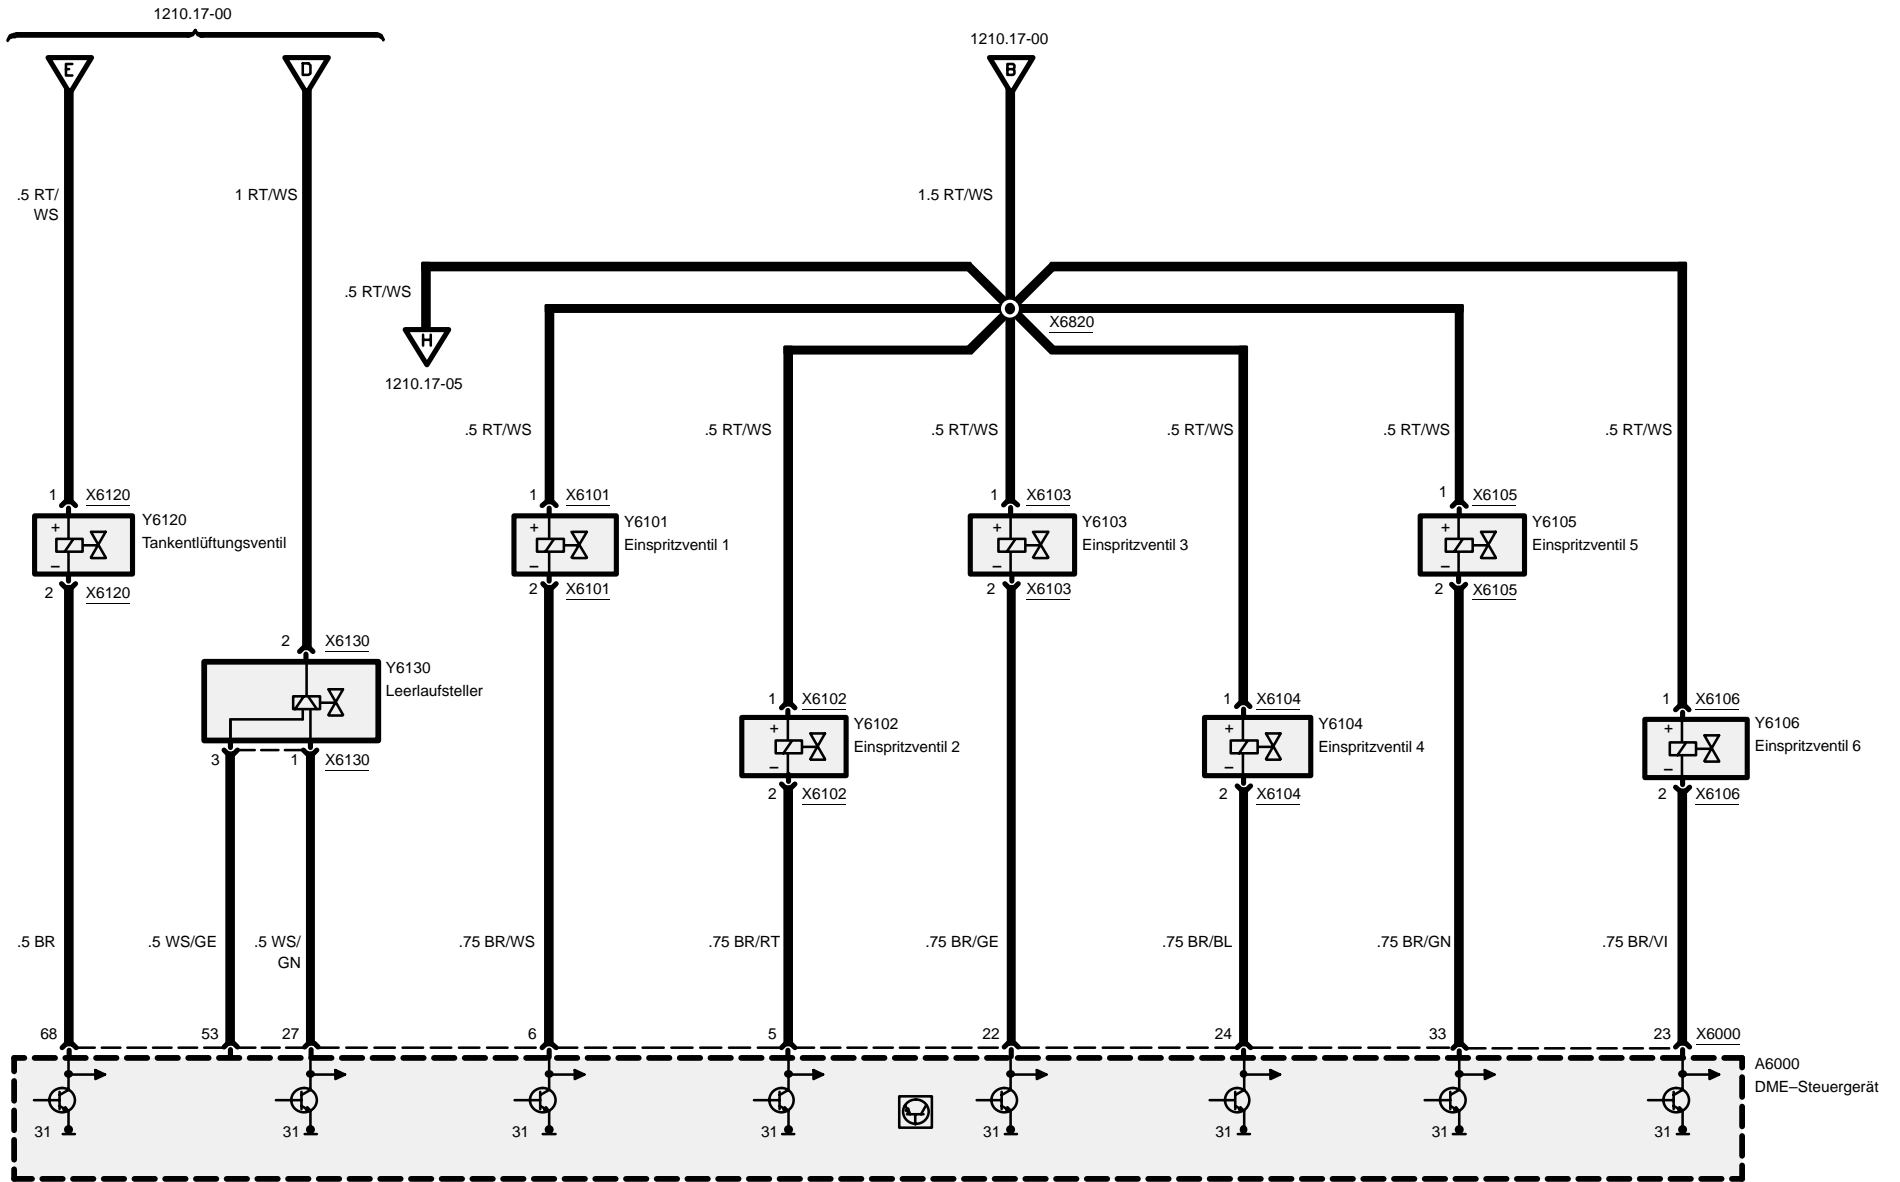 1210.17-00
1210.17-00
E
D
B
.5 RT/
WS
1 RT/WS
1.5 RT/WS
.5 RT/WS
X6820
H
1210.17-05
.5 RT/WS
.5 RT/WS
.5 RT/WS
.5 RT/WS
.5 RT/WS
.5 RT/WS
1 X6120
+
–
Y6120
Tankentlüftungsventil
2 X6120
1 X6101
+
–
Y6101
Einspritzventil 1
2 X6101
1 X6103
+
–
Y6103
Einspritzventil 3
2 X6103
1 X6105
+
–
Y6105
Einspritzventil 5
2 X6105
2 X6130
Y6130
Leerlaufsteller
3 1 X6130
1 X6102
+
–
Y6102
Einspritzventil 2
2 X6102
1 X6104
+
–
Y6104
Einspritzventil 4
2 X6104
1 X6106
+
–
Y6106
Einspritzventil 6
2 X6106
.5 BR
.5 WS/GE
.5 WS/
GN
.75 BR/WS
.75 BR/RT
.75 BR/GE
.75 BR/BL
.75 BR/GN
.75 BR/VI
68 53 27 6 5 22 24 33 23 X6000
A6000
DME–Steuergerät
31 31 31 31 31 31 31 31